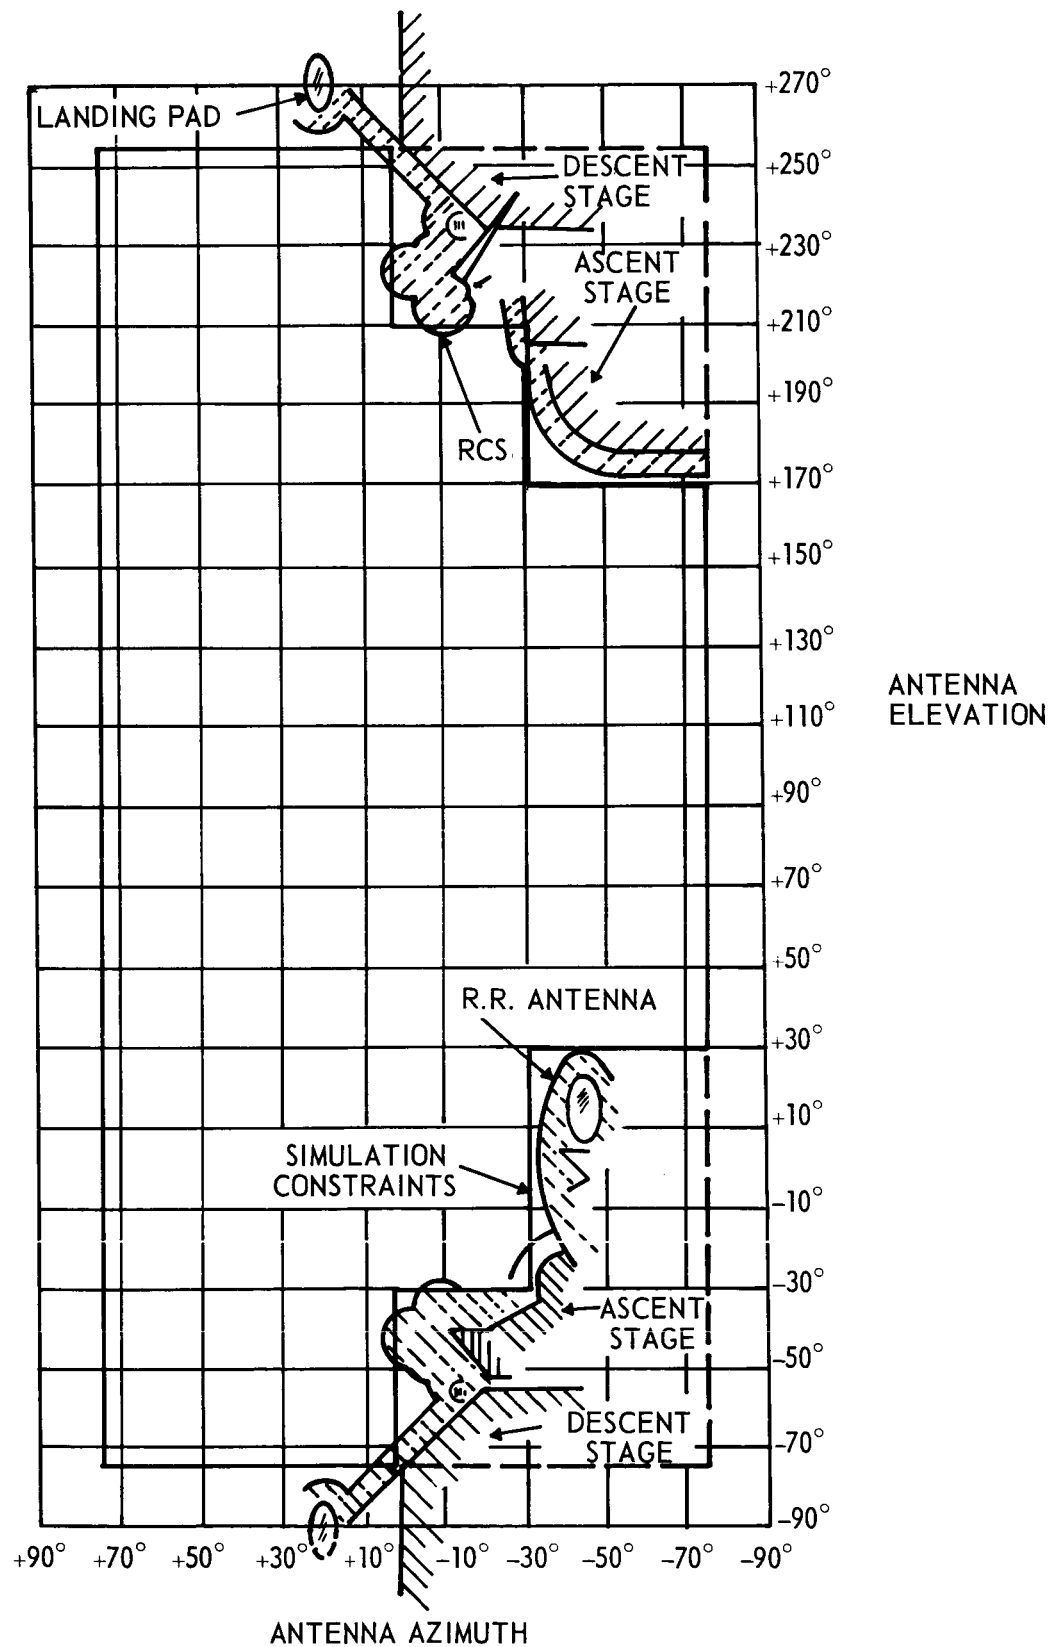 +270°
LANDING PAD
+250°
DESCENT
STAGE
+230°
ASCENT
STAGE
+210°
+190°
RCS
+170°
+150°
+130°
ANTENNA
ELEVATION
+110°
+90°
+70°
+50°
R.R. ANTENNA
+30°
+10°
SIMULATION
CONSTRAINTS
-10°
-30°
ASCENT
STAGE
-50°
DESCENT
STAGE
-70°
-90°
+90° +70° +50° +30° +10° -10° -30° -50° -70° -90°
ANTENNA AZIMUTH